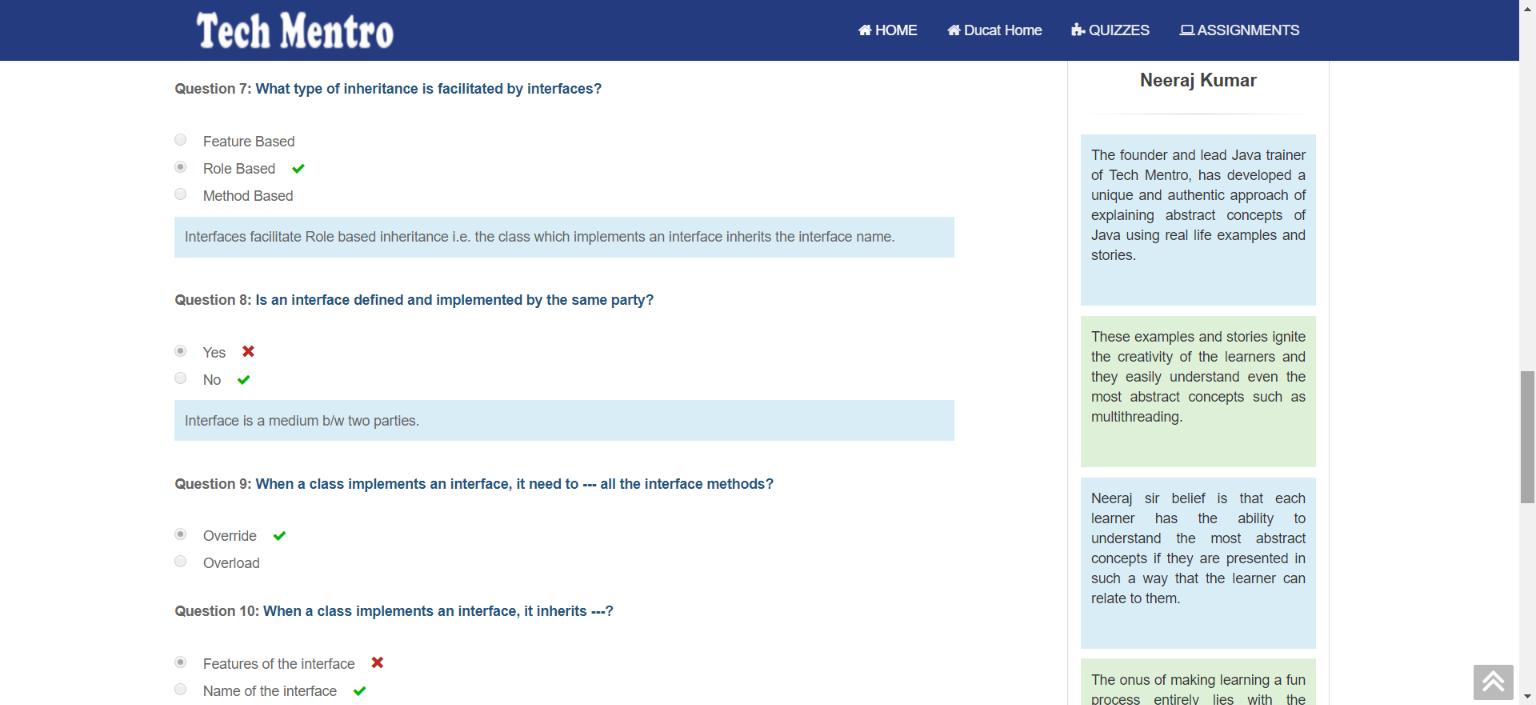 Tech Mentro
HOME
Ducat Home
QUIZZES
ASSIGNMENTS
Question 7: What type of inheritance is facilitated by interfaces?
Feature Based
Role Based
Method Based
Interfaces facilitate Role based inheritance i.e. the class which implements an interface inherits the interface name.
Question 8: Is an interface defined and implemented by the same party?
Yes
No
Interface is a medium b/w two parties.
Question 9: When a class implements an interface, it need to --- all the interface methods?
Override
Overload
Question 10: When a class implements an interface, it inherits ---?
Features of the interface
Name of the interface
Neeraj Kumar
The founder and lead Java trainer
of Tech Mentro, has developed a
unique and authentic approach of
explaining abstract concepts of
Java using real life examples and
stories.
These examples and stories ignite
the creativity of the learners and
they easily understand even the
most abstract concepts such as
multithreading.
Neeraj sir belief is that each
learner has the ability to
understand the most abstract
concepts if they are presented in
such a way that the learner can
relate to them.
The onus of making learning a fun
process entirely lies with the